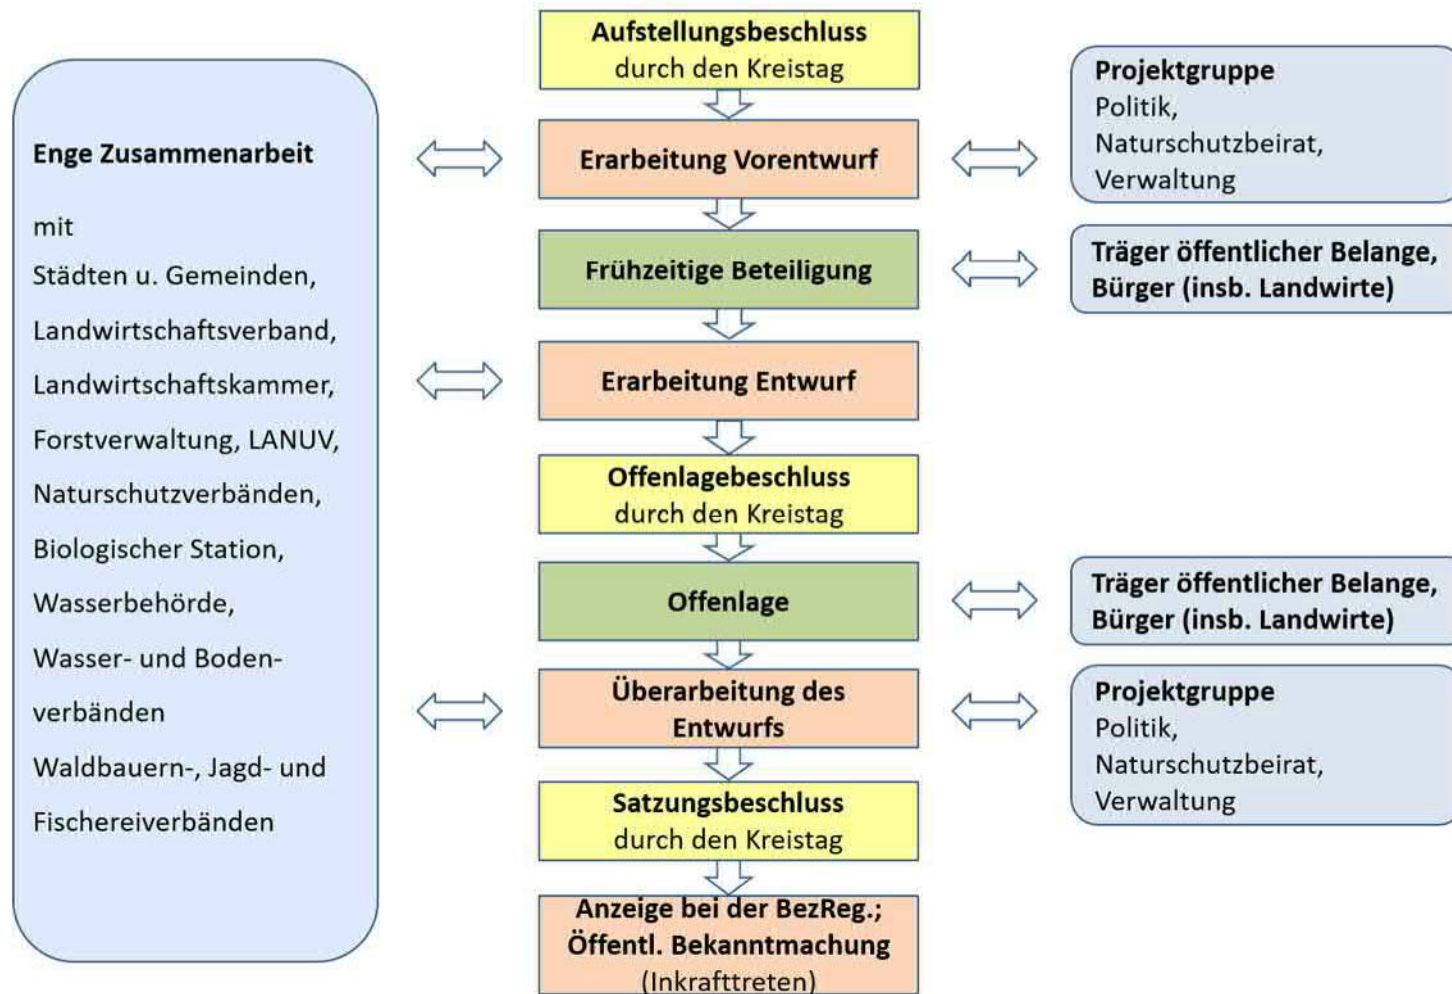 Enge Zusammenarbeit
mit
Städten u. Gemeinden,
Landwirtschaftsverband,
Landwirtschaftskammer,
Forstverwaltung, LANUV,
Naturschutzverbänden,
Biologischer Station,
Wasserbehörde,
Wasser- und Boden-
verbänden
Waldbauern-, Jagd- und
Fischereiverbänden
Aufstellungsbeschluss
durch den Kreistag
Erarbeitung Vorentwurf
Frühzeitige Beteiligung
Erarbeitung Entwurf
Offenlagebeschluss
durch den Kreistag
Offenlage
Überarbeitung des
Entwurfs
Satzungsbeschluss
durch den Kreistag
Anzeige bei der BezReg.;
Öffentl. Bekanntmachung
(Inkrafttreten)
Projektgruppe
Politik,
Naturschutzbeirat,
Verwaltung
Träger öffentlicher Belange,
Bürger (insb. Landwirte)
Träger öffentlicher Belange,
Bürger (insb. Landwirte)
Projektgruppe
Politik,
Naturschutzbeirat,
Verwaltung